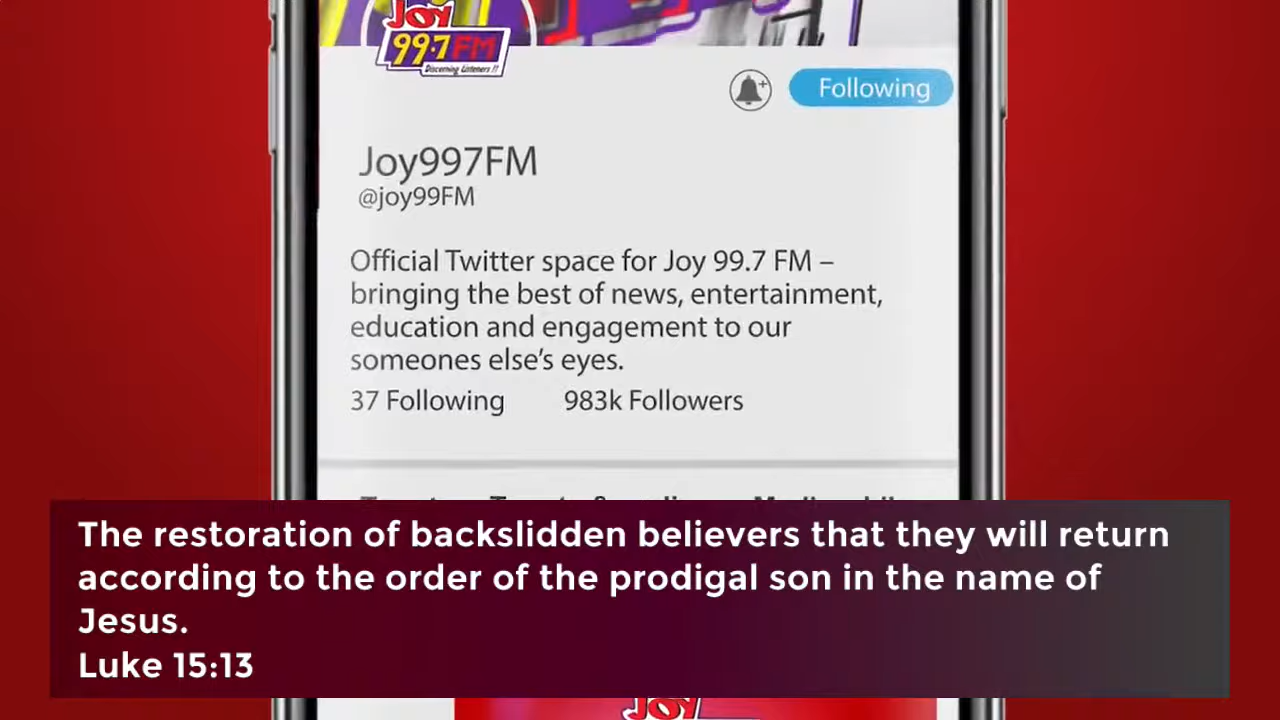 JOY
99.7 FM
Discerning Listeners !!
Following
Joy997FM
@joy99FM
Official Twitter space for Joy 99.7 FM –
bringing the best of news, entertainment,
education and engagement to our
someones else’s eyes.
37 Following 983k Followers
The restoration of backslidden believers that they will return
according to the order of the prodigal son in the name of
Jesus.
Luke 15:13
JOY